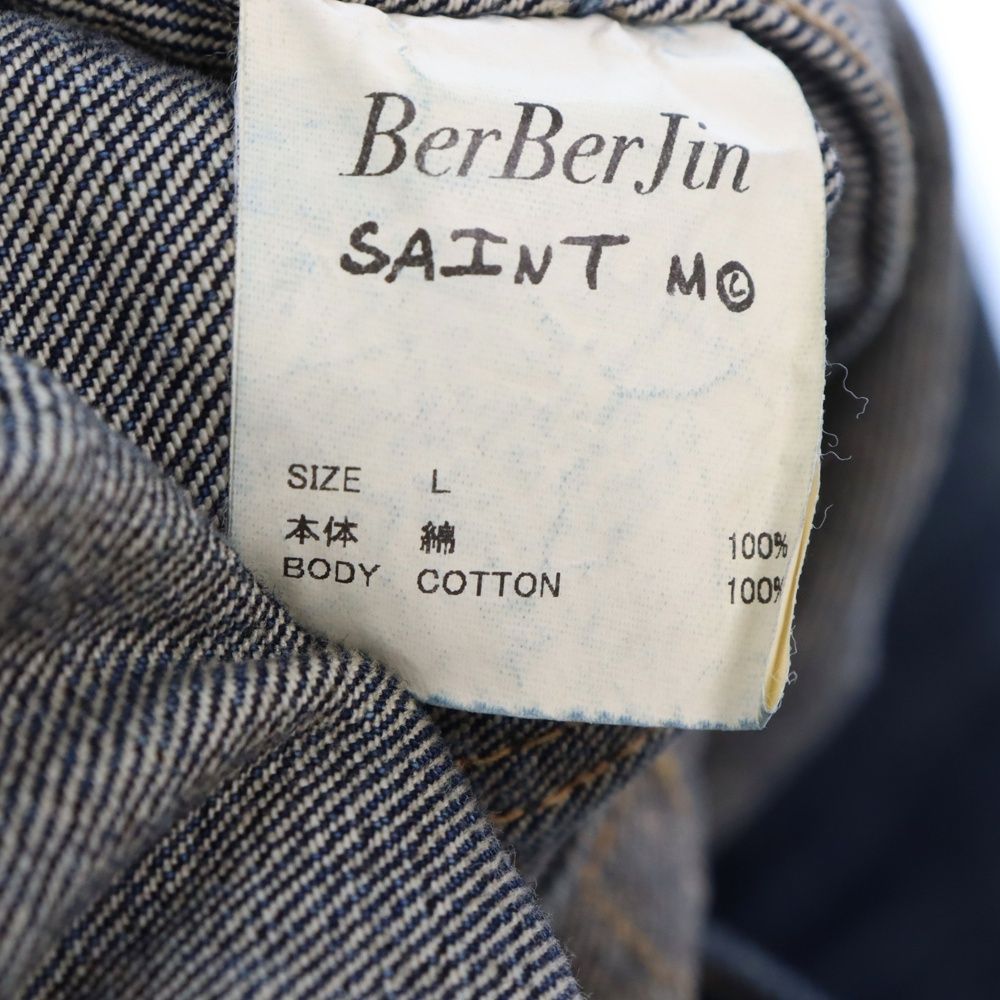 BerBerJin
SAINT M©
SIZE L
本体 綿 100%
BODY COTTON 100%